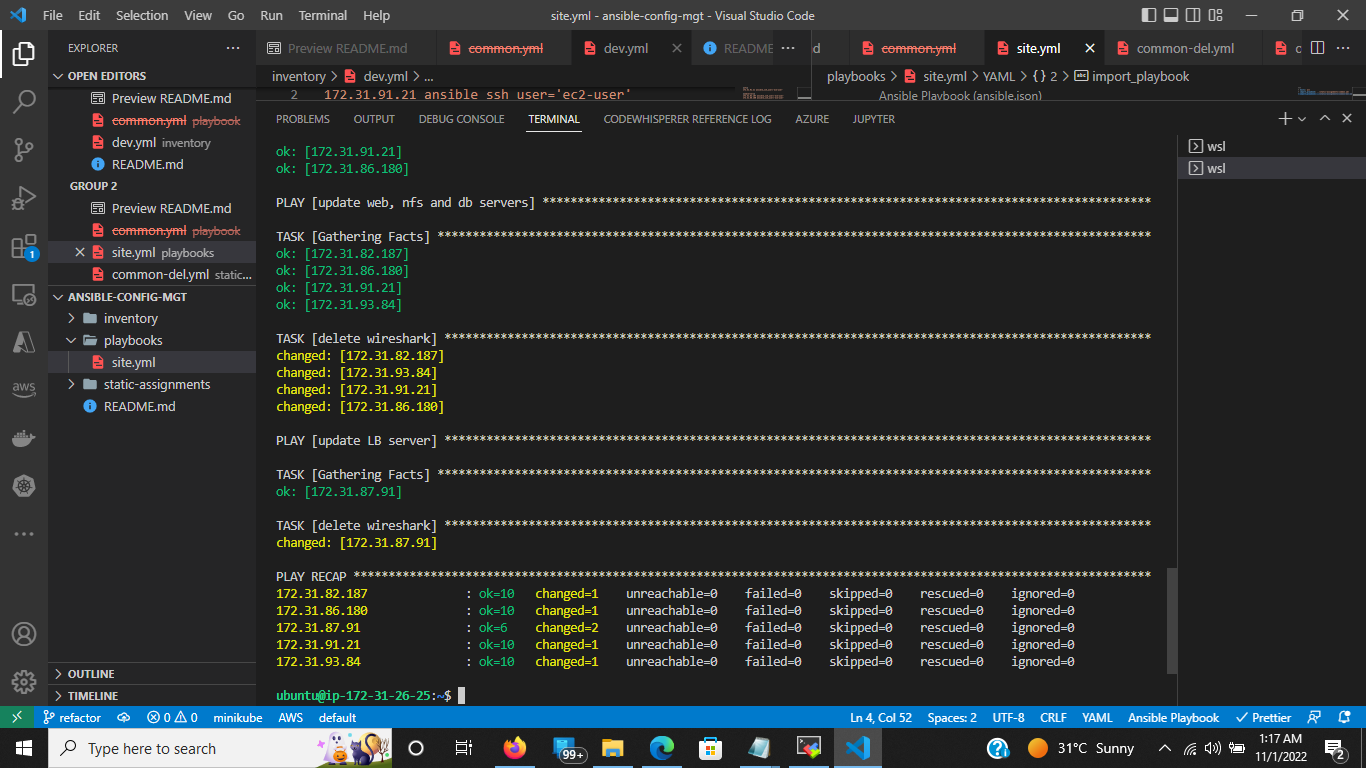 File Edit Selection View Go Run Terminal Help site.yml - ansible-config-mgt - Visual Studio Code
EXPLORER
OPEN EDITORS
Preview README.md
common.yml playbook
dev.yml inventory
README.md
GROUP 2
Preview README.md
common.yml playbook
site.yml playbooks
common-del.yml static...
ANSIBLE-CONFIG-MGT
inventory
playbooks
site.yml
static-assignments
README.md
OUTLINE
TIMELINE
1
aws
Preview README.md common.yml dev.yml README
d common.yml site.yml common-del.yml c
inventory > dev.yml > ...
playbooks > site.yml > YAML > {} 2 > import_playbook
2 172.31.91.21 ansible_ssh_user='ec2-user'
Ansible Playbook (ansible.json)
PROBLEMS OUTPUT DEBUG CONSOLE TERMINAL CODEWHISPERER REFERENCE LOG AZURE JUPYTER
wsl
wsl
ok: [172.31.91.21]
ok: [172.31.86.180]
PLAY [update web, nfs and db servers] ***************************************************************************************
TASK [Gathering Facts] ******************************************************************************************************
ok: [172.31.82.187]
ok: [172.31.86.180]
ok: [172.31.91.21]
ok: [172.31.93.84]
TASK [delete wireshark] *****************************************************************************************************
changed: [172.31.82.187]
changed: [172.31.93.84]
changed: [172.31.91.21]
changed: [172.31.86.180]
PLAY [update LB server] *****************************************************************************************************
TASK [Gathering Facts] ******************************************************************************************************
ok: [172.31.87.91]
TASK [delete wireshark] *****************************************************************************************************
changed: [172.31.87.91]
PLAY RECAP ******************************************************************************************************************
172.31.82.187 : ok=10 changed=1 unreachable=0 failed=0 skipped=0 rescued=0 ignored=0
172.31.86.180 : ok=10 changed=1 unreachable=0 failed=0 skipped=0 rescued=0 ignored=0
172.31.87.91 : ok=6 changed=2 unreachable=0 failed=0 skipped=0 rescued=0 ignored=0
172.31.91.21 : ok=10 changed=1 unreachable=0 failed=0 skipped=0 rescued=0 ignored=0
172.31.93.84 : ok=10 changed=1 unreachable=0 failed=0 skipped=0 rescued=0 ignored=0
ubuntu@ip-172-31-26-25:~$
refactor 0 0 minikube AWS default Ln 4, Col 52 Spaces: 2 UTF-8 CRLF YAML Ansible Playbook Prettier
Type here to search 99+ 31°C Sunny 1:17 AM
11/1/2022 2